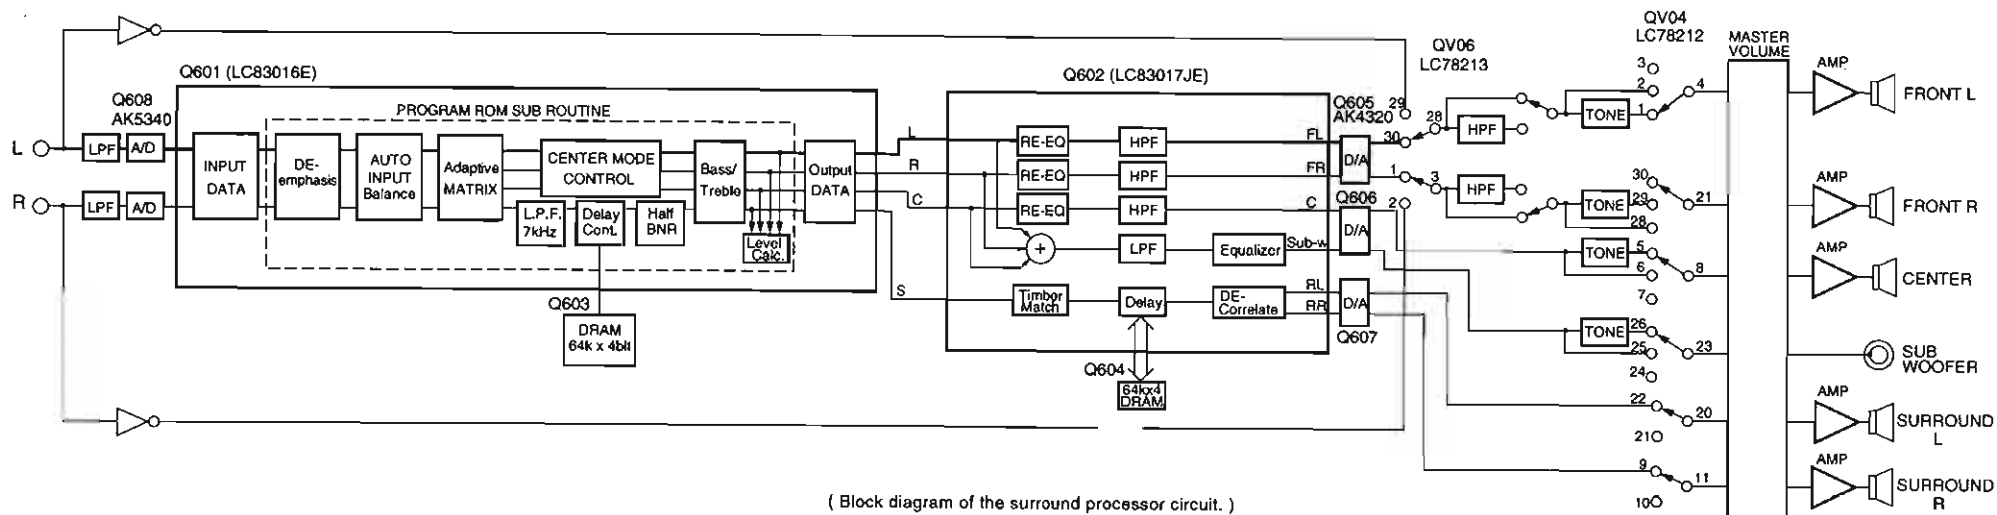 QV04
LC78212
QV06
LC78213
MASTER
VOLUME
AMP
FRONT L
Q601 (LC83016E)
Q602 (LC83017JE)
Q608
AK5340
PROGRAM ROM SUB ROUTINE
Q605
AK4320
29
28
30
3
2
1
4
TONE
HPF
L
LPF
A/D
INPUT
DATA
DE-
emphasis
AUTO
INPUT
Balance
Adaptive
MATRIX
CENTER MODE
CONTROL
Bass/
Treble
Output
DATA
L
R
C
RE-EQ
HPF
FL
RE-EQ
HPF
FR
RE-EQ
HPF
C
D/A
Q606
D/A
1
3
2
HPF
TONE
30
29
28
21
AMP
FRONT R
R
LPF
A/D
L.P.F.
7kHz
Delay
Cont.
Half
BNR
Level
Calc.
+
LPF
Equalizer
Sub-w
TONE
5
6
7
8
AMP
CENTER
S
Timber
Match
Delay
DE-
Correlate
RL
RR
D/A
Q607
Q603
DRAM
64k x 4bit
Q604
64kx4
DRAM
TONE
26
25
24
23
SUB
WOOFER
22
21
20
AMP
SURROUND
L
9
10
11
AMP
SURROUND
R
( Block diagram of the surround processor circuit. )